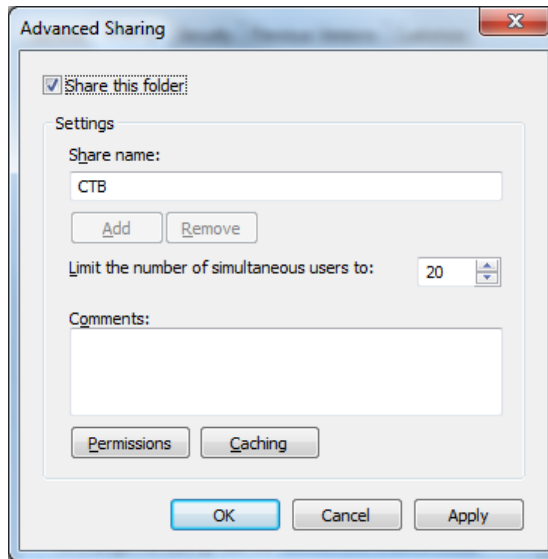 Advanced Sharing
Share this folder
Settings
Share name:
CTB
Add Remove
Limit the number of simultaneous users to: 20
Comments:
Permissions Caching
OK Cancel Apply